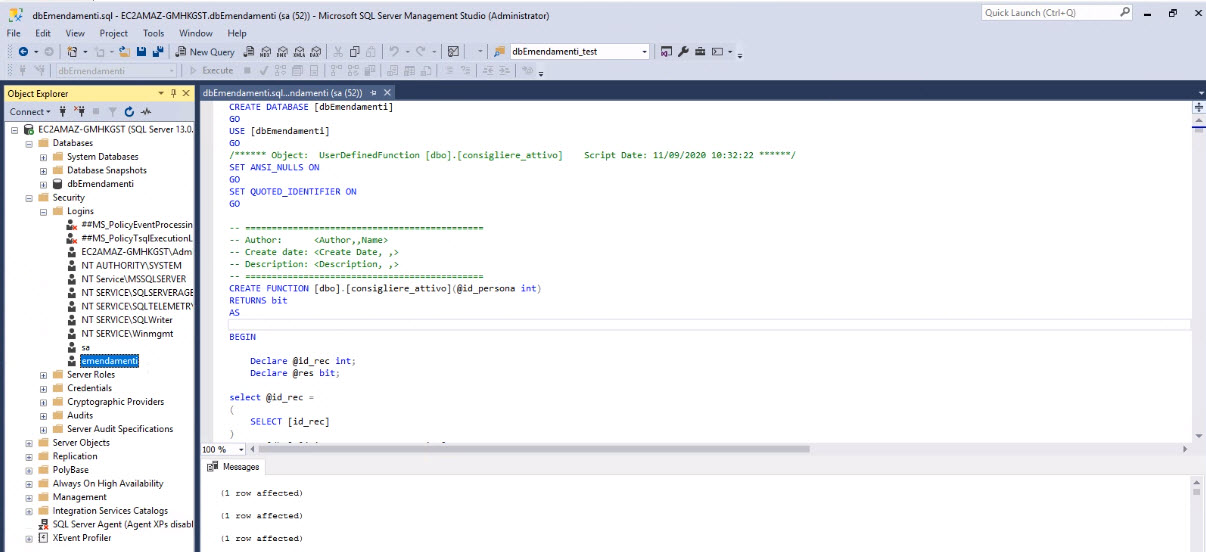 dbEmendamenti.sql - EC2AMAZ-GMHKGST.dbEmendamenti (sa (52)) - Microsoft SQL Server Management Studio (Administrator)
Quick Launch (Ctrl+Q)
File Edit View Project Tools Window Help
New Query
MDX DMX XMLA DAX
dbEmendamenti_test
dbEmendamenti
Execute
Object Explorer
Connect
EC2AMAZ-GMHKGST (SQL Server 13.0.
Databases
System Databases
Database Snapshots
dbEmendamenti
Security
Logins
##MS_PolicyEventProcessin
##MS_PolicyTsqlExecutionL
EC2AMAZ-GMHKGST\Adm
NT AUTHORITY\SYSTEM
NT Service\MSSQLSERVER
NT SERVICE\SQLSERVERAGE
NT SERVICE\SQLTELEMETRY
NT SERVICE\SQLWriter
NT SERVICE\Winmgmt
sa
emendamenti
Server Roles
Credentials
Cryptographic Providers
Audits
Server Audit Specifications
Server Objects
Replication
PolyBase
Always On High Availability
Management
Integration Services Catalogs
SQL Server Agent (Agent XPs disabl
XEvent Profiler
dbEmendamenti.sql...ndamenti (sa (52))
CREATE DATABASE [dbEmendamenti]
GO
USE [dbEmendamenti]
GO
/****** Object: UserDefinedFunction [dbo].[consigliere_attivo] Script Date: 11/09/2020 10:32:22 ******/
SET ANSI_NULLS ON
GO
SET QUOTED_IDENTIFIER ON
GO
-- =============================================
-- Author: <Author,,Name>
-- Create date: <Create Date, ,>
-- Description: <Description, ,>
-- =============================================
CREATE FUNCTION [dbo].[consigliere_attivo](@id_persona int)
RETURNS bit
AS
BEGIN
Declare @id_rec int;
Declare @res bit;
select @id_rec =
(
SELECT [id_rec]
)
100 %
Messages
(1 row affected)
(1 row affected)
(1 row affected)